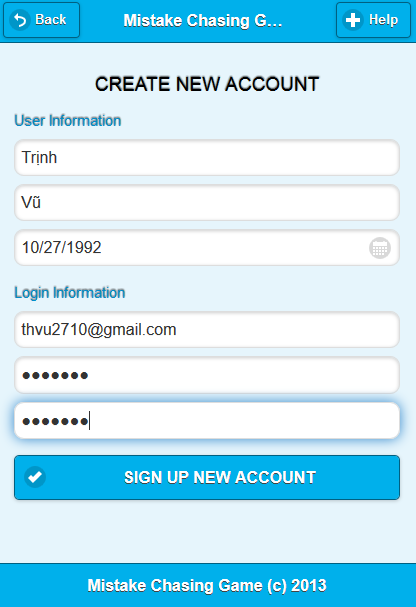 Back
Mistake Chasing G...
Help
CREATE NEW ACCOUNT
User Information
Trịnh
Vũ
10/27/1992
Login Information
thvu2710@gmail.com
●●●●●●●
●●●●●●●
SIGN UP NEW ACCOUNT
Mistake Chasing Game (c) 2013